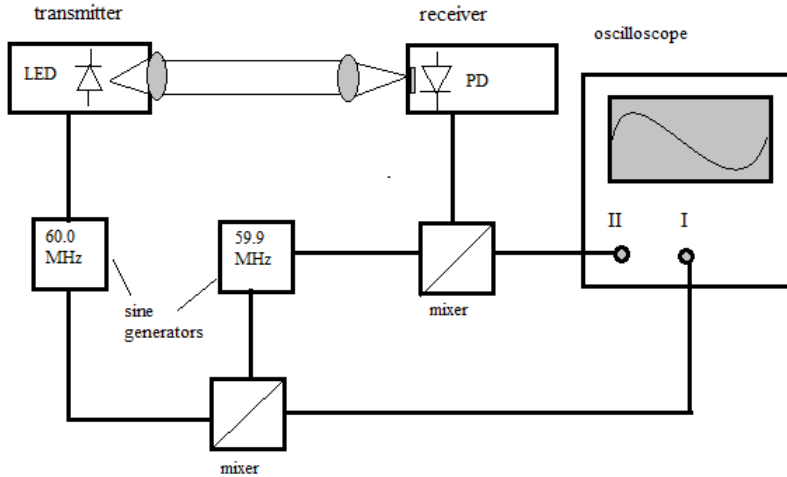 transmitter
receiver
oscilloscope
LED
PD
II
I
60.0
MHz
59.9
MHz
sine
generators
mixer
mixer